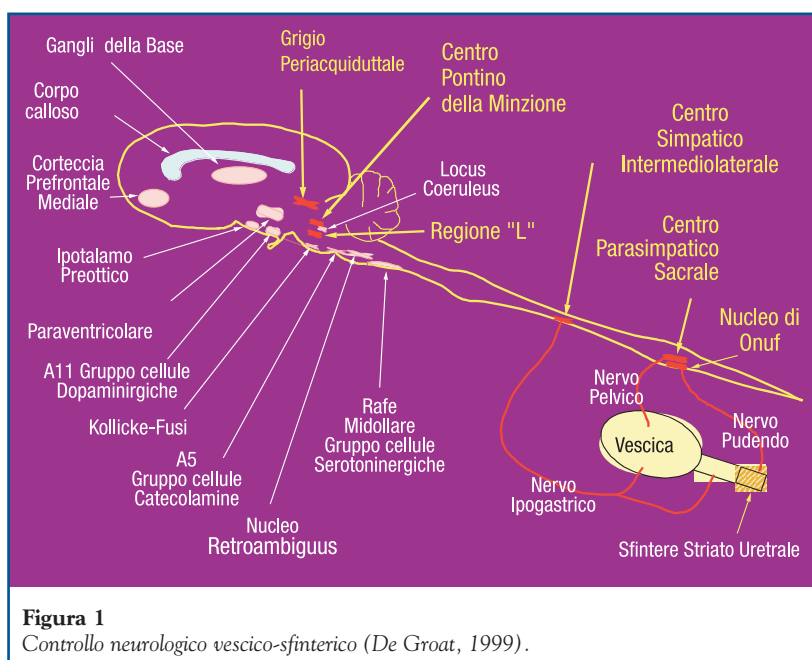 Gangli della Base
Grigio
Periacquiduttale
Centro
Pontino
della Minzione
Corpo
calloso
Centro
Simpatico
Intermediolaterale
Corteccia
Prefrontale
Mediale
Locus
Coeruleus
Regione "L"
Centro
Parasimpatico
Sacrale
Ipotalamo
Preottico
Nucleo di
Onuf
Paraventricolare
A11 Gruppo cellule
Dopaminirgiche
Kollicke-Fusi
A5
Gruppo cellule
Catecolamine
Nucleo
Retroambiguus
Rafe
Midollare
Gruppo cellule
Serotoninergiche
Nervo
Pelvico
Vescica
Nervo
Pudendo
Nervo
Ipogastrico
Sfintere Striato Uretrale
Figura 1
Controllo neurologico vescico-sfinterico (De Groat, 1999).